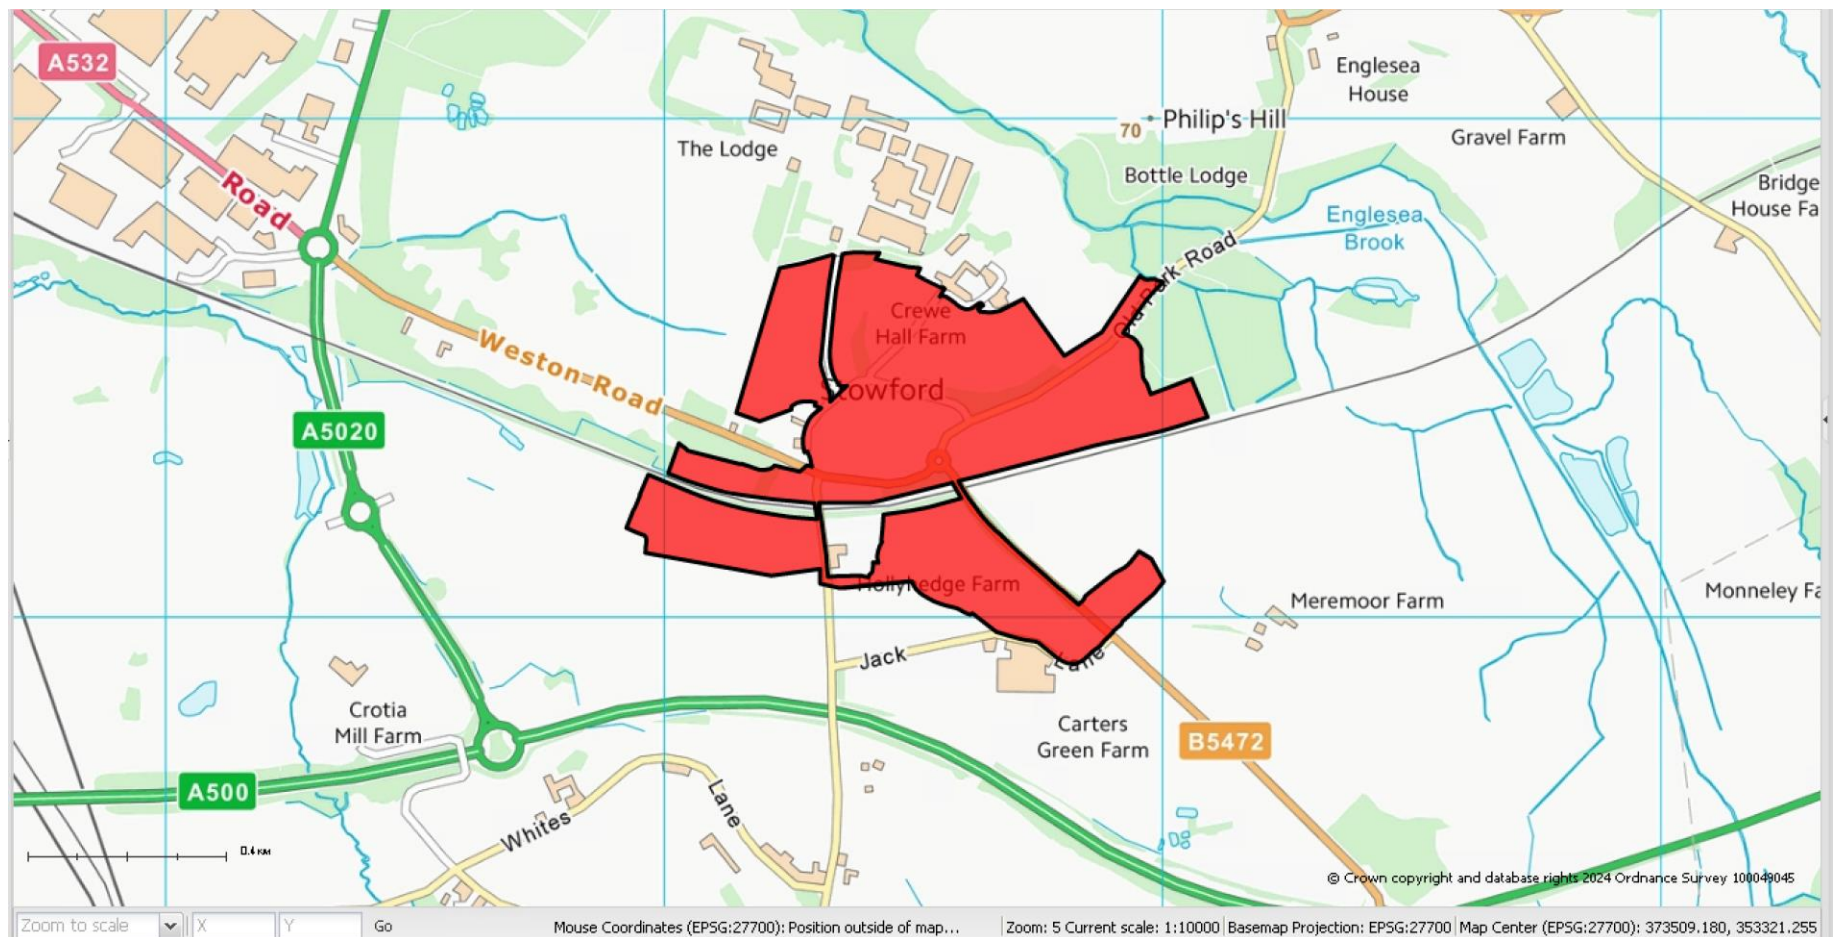 A532
Road
The Lodge
70
Philip's Hill
Englesea
House
Gravel Farm
Bottle Lodge
Bridge
House Fa
Englesea
Brook
Old Park Road
Crewe
Hall Farm
Stowford
Weston Road
A5020
Hollyhedge Farm
Meremoor Farm
Monneley Fa
Jack
Lane
Crotia
Mill Farm
Carters
Green Farm
B5472
A500
Whites
Lane
0.4 км
© Crown copyright and database rights 2024 Ordnance Survey 100049045
Zoom to scale X Y Go Mouse Coordinates (EPSG:27700): Position outside of map... Zoom: 5 Current scale: 1:10000 Basemap Projection: EPSG:27700 Map Center (EPSG:27700): 373509.180, 353321.255